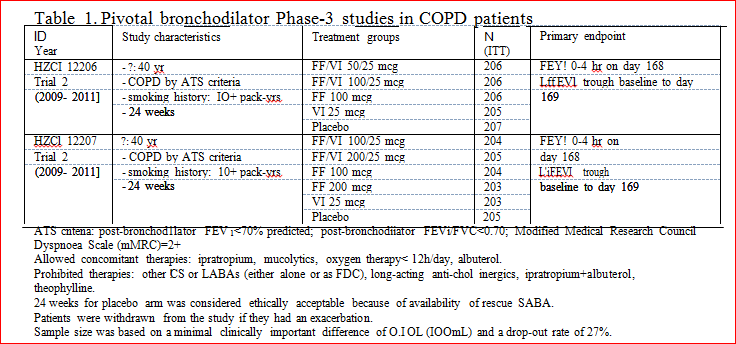 Table 1. Pivotal bronchodilator Phase-3 studies in COPD patients
ID Study characteristics Treatment groups N Primary endpoint
Year (ITT)
HZCI 12206 - ?: 40 yr FF/VI 50/25 mcg 206 FEY! 0-4 hr on day 168
Trial 2 - COPD by ATS criteria FF/VI 100/25 mcg 206 LffEVl trough baseline to day
(2009- 2011] - smoking history: IO+ pack-yrs. FF 100 mcg 206 169
- 24 weeks VI 25 mcg 205
Placebo 207
HZCI 12207 ?: 40 yr FF/VI 100/25 mcg 204 FEY! 0-4 hr on
Trial 2 - COPD by ATS criteria FF/VI 200/25 mcg 205 day 168
(2009- 2011] - smoking history: 10+ pack-yrs. FF 100 mcg 204 L'iFEVI trough
- 24 weeks FF 200 mcg 203 baseline to day 169
VI 25 mcg 203
Placebo 205
ATS cntena: post-bronchod1lator FEV 1<70% predicted; post-bronchodilator FEVi/FVC<0.70; Modified Medical Research Council
Dyspnoea Scale (mMRC)=2+
Allowed concomitant therapies: ipratropium, mucolytics, oxygen therapy< 12h/day, albuterol.
Prohibited therapies: other CS or LABAs (either alone or as FDC), long-acting anti-chol inergics, ipratropium+albuterol,
theophylline.
24 weeks for placebo arm was considered ethically acceptable because of availability of rescue SABA.
Patients were withdrawn from the study if they had an exacerbation.
Sample size was based on a minimal clinically important difference of O.I OL (IOOmL) and a drop-out rate of 27%.